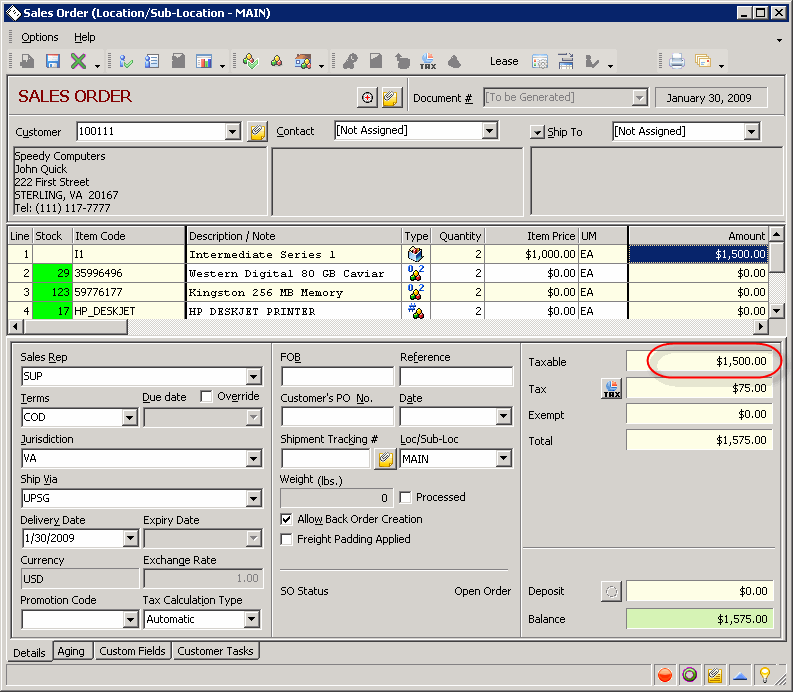 Sales Order (Location/Sub-Location - MAIN)
Options Help
TAX Lease
SALES ORDER Document # [To be Generated] January 30, 2009
Customer 100111 Contact [Not Assigned] Ship To [Not Assigned]
Speedy Computers
John Quick
222 First Street
STERLING, VA 20167
Tel: (111) 117-7777
Line Stock Item Code Description / Note Type Quantity Item Price UM Amount
1 I1 Intermediate Series 1 2 $1,000.00 EA $1,500.00
2 29 35996496 Western Digital 80 GB Caviar 2 $0.00 EA $0.00
3 123 59776177 Kingston 256 MB Memory 2 $0.00 EA $0.00
4 17 HP_DESKJET HP DESKJET PRINTER 2 $0.00 EA $0.00
Sales Rep FOB Reference Taxable $1,500.00
SUP
Terms Due date Override Customer's PO No. Date Tax TAX $75.00
COD Exempt $0.00
Jurisdiction Shipment Tracking # Loc/Sub-Loc Total $1,575.00
VA MAIN
Ship Via Weight (lbs.)
UPSG 0 Processed
Delivery Date Expiry Date Allow Back Order Creation
1/30/2009 Freight Padding Applied
Currency Exchange Rate
USD 1.00 SO Status Open Order Deposit $0.00
Promotion Code Tax Calculation Type Balance $1,575.00
Automatic
Details Aging Custom Fields Customer Tasks